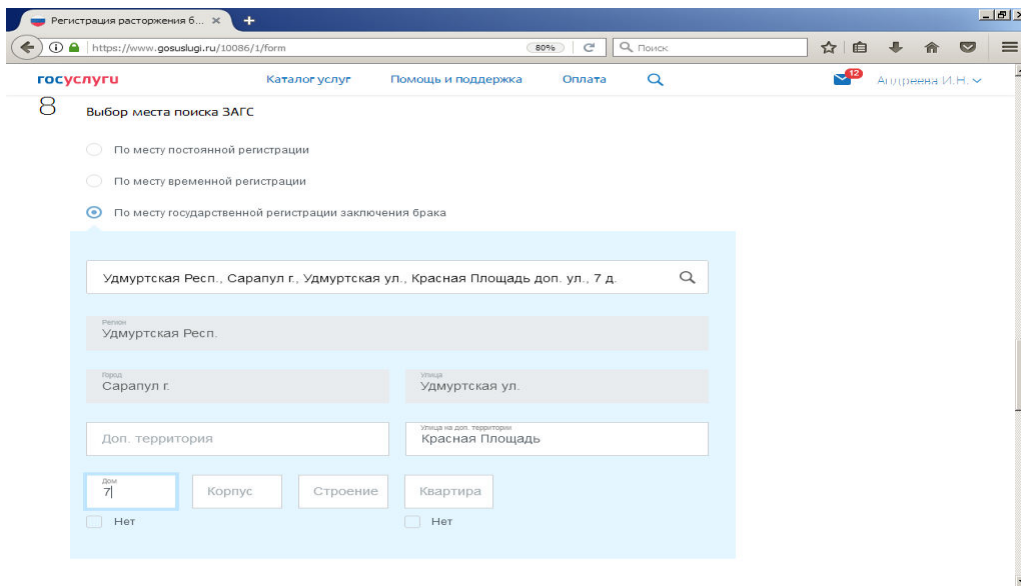 Регистрация расторжения б... × +
https://www.gosuslugi.ru/10086/1/form 80% Поиск
госуслуги Каталог услуг Помощь и поддержка Оплата 12 Андреева И.Н.
8 Выбор места поиска ЗАГС
По месту постоянной регистрации
По месту временной регистрации
По месту государственной регистрации заключения брака
Удмуртская Респ., Сарапул г., Удмуртская ул., Красная Площадь доп. ул., 7 д.
Регион
Удмуртская Респ.
Город Улица
Сарапул г. Удмуртская ул.
Улица на доп. территории
Доп. территория Красная Площадь
Дом
7 Корпус Строение Квартира
Нет Нет